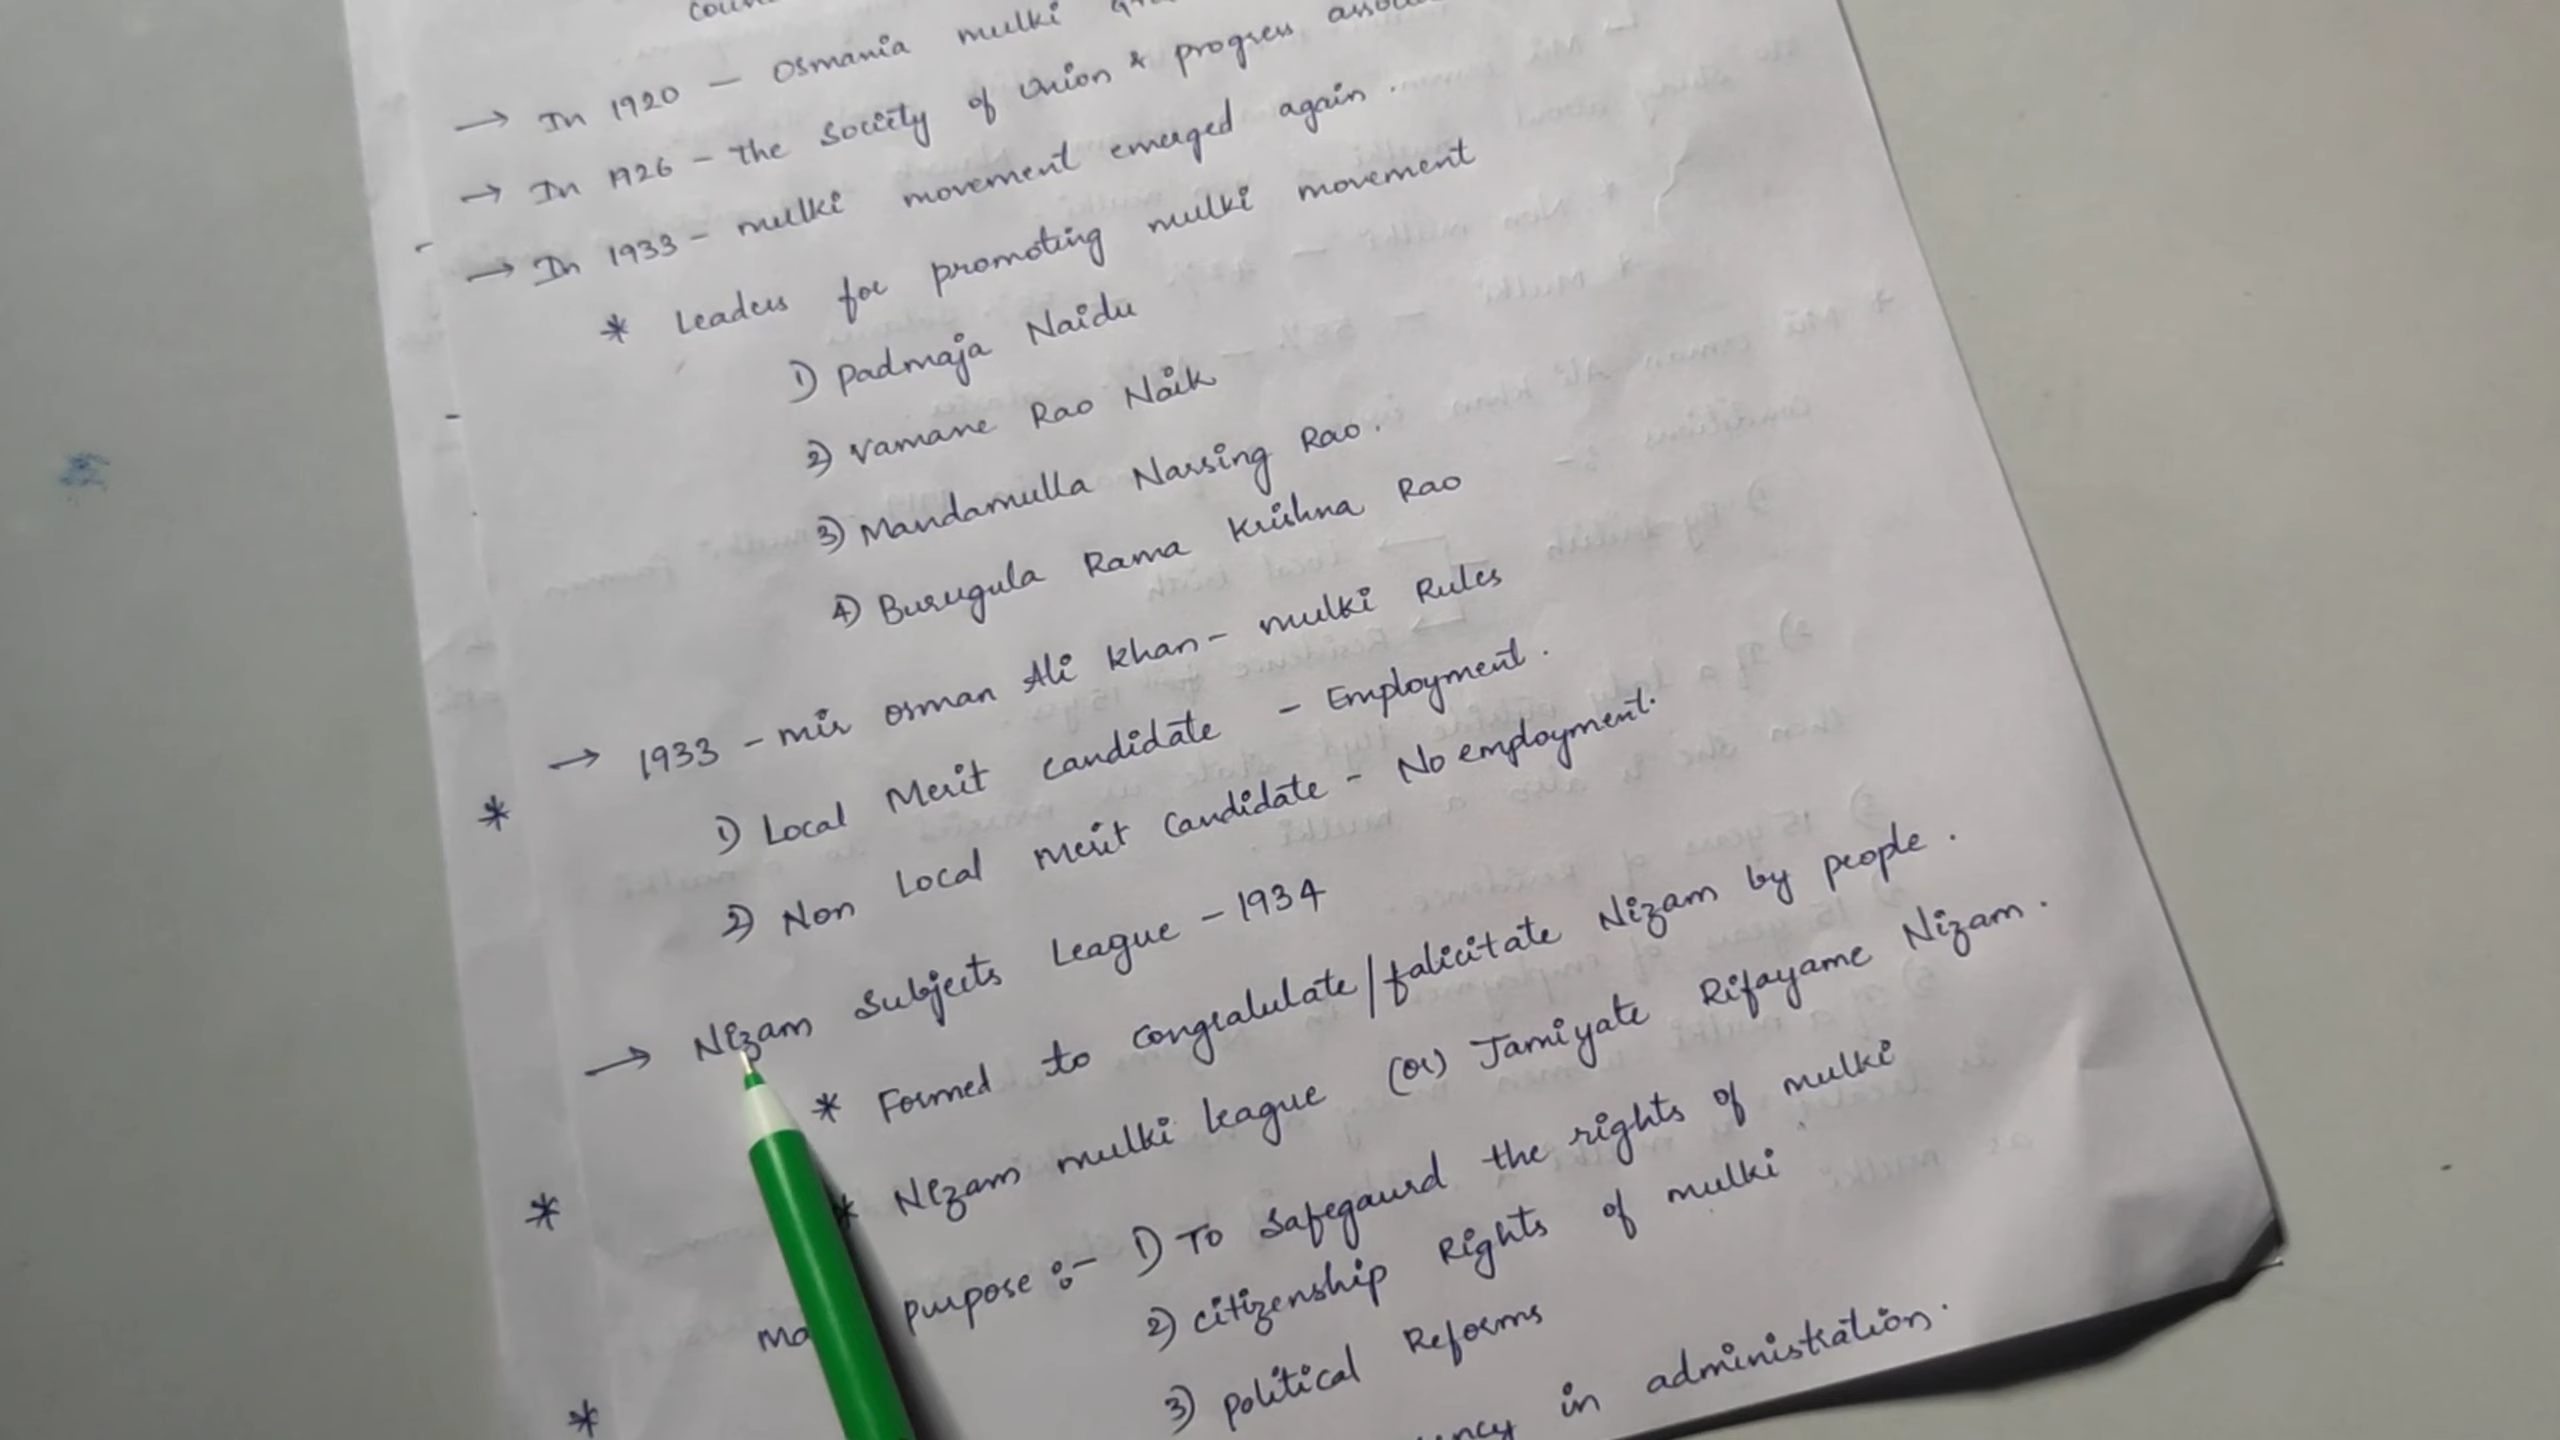 → In 1920 - Osmania mulki
→ In 1926 - the Society of Union & progress
→ In 1933 - mulki movement emerged again.
* Leaders for promoting mulki movement
1) Padmaja Naidu
2) Vamane Rao Naik
3) Mandamulla Narsing Rao.
4) Burugula Rama Krishna Rao
→ 1933 - mir osman Ali khan - mulki Rules
* 1) Local Merit candidate - Employment.
2) Non Local merit Candidate - No employment.
→ Nizam Subjects League - 1934
* Formed to congralulate/falicitate Nizam by people.
* * Nizam mulki league (or) Jamiyate Rifayame Nizam.
purpose :- 1) To Safegaurd the rights of mulki
2) citizenship Rights of mulki
3) political Reforms
* in administration.